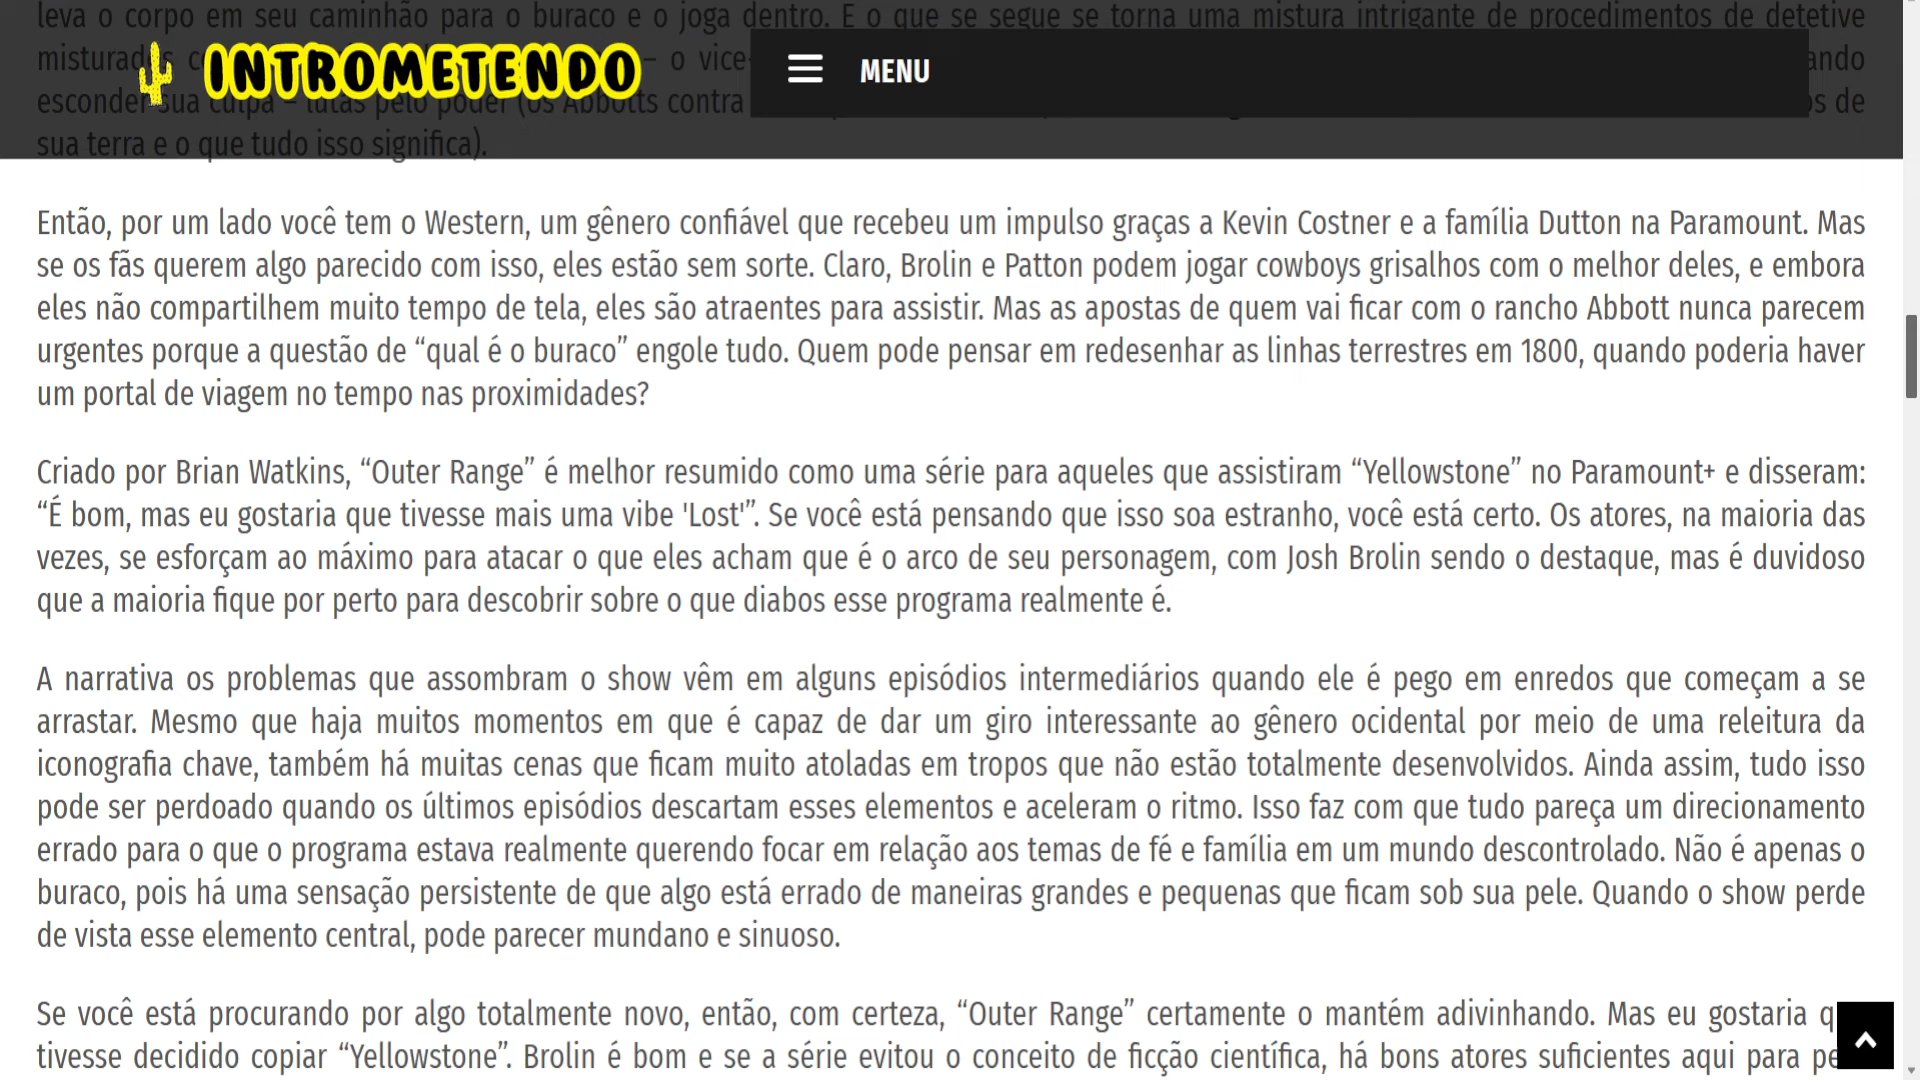 leva o corpo em seu caminhão para o buraco e o joga dentro. E o que se segue se torna uma mistura intrigante de procedimentos de detetive
misturados
– o vice-
INTROMETENDO
MENU
esconder sua culpa – lutas pelo poder (os Abbotts contra
os de
sua terra e o que tudo isso significa).
Então, por um lado você tem o Western, um gênero confiável que recebeu um impulso graças a Kevin Costner e a família Dutton na Paramount. Mas
se os fãs querem algo parecido com isso, eles estão sem sorte. Claro, Brolin e Patton podem jogar cowboys grisalhos com o melhor deles, e embora
eles não compartilhem muito tempo de tela, eles são atraentes para assistir. Mas as apostas de quem vai ficar com o rancho Abbott nunca parecem
urgentes porque a questão de “qual é o buraco” engole tudo. Quem pode pensar em redesenhar as linhas terrestres em 1800, quando poderia haver
um portal de viagem no tempo nas proximidades?
Criado por Brian Watkins, “Outer Range” é melhor resumido como uma série para aqueles que assistiram “Yellowstone” no Paramount+ e disseram:
“É bom, mas eu gostaria que tivesse mais uma vibe 'Lost'”. Se você está pensando que isso soa estranho, você está certo. Os atores, na maioria das
vezes, se esforçam ao máximo para atacar o que eles acham que é o arco de seu personagem, com Josh Brolin sendo o destaque, mas é duvidoso
que a maioria fique por perto para descobrir sobre o que diabos esse programa realmente é.
A narrativa os problemas que assombram o show vêm em alguns episódios intermediários quando ele é pego em enredos que começam a se
arrastar. Mesmo que haja muitos momentos em que é capaz de dar um giro interessante ao gênero ocidental por meio de uma releitura da
iconografia chave, também há muitas cenas que ficam muito atoladas em tropos que não estão totalmente desenvolvidos. Ainda assim, tudo isso
pode ser perdoado quando os últimos episódios descartam esses elementos e aceleram o ritmo. Isso faz com que tudo pareça um direcionamento
errado para o que o programa estava realmente querendo focar em relação aos temas de fé e família em um mundo descontrolado. Não é apenas o
buraco, pois há uma sensação persistente de que algo está errado de maneiras grandes e pequenas que ficam sob sua pele. Quando o show perde
de vista esse elemento central, pode parecer mundano e sinuoso.
Se você está procurando por algo totalmente novo, então, com certeza, “Outer Range” certamente o mantém adivinhando. Mas eu gostaria q
tivesse decidido copiar “Yellowstone”. Brolin é bom e se a série evitou o conceito de ficção científica, há bons atores suficientes aqui para pe